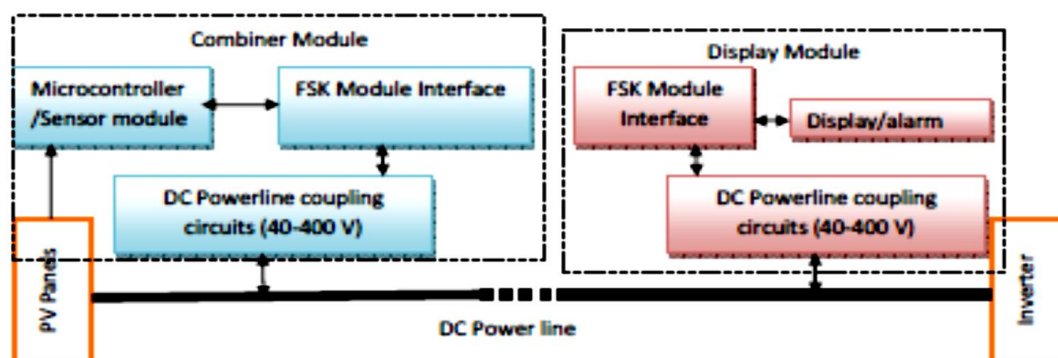 Combiner Module
Microcontroller
/Sensor module
FSK Module Interface
DC Powerline coupling
circuits (40-400 V)
PV Panels
Display Module
FSK Module
Interface
Display/alarm
DC Powerline coupling
circuits (40-400 V)
Inverter
DC Power line